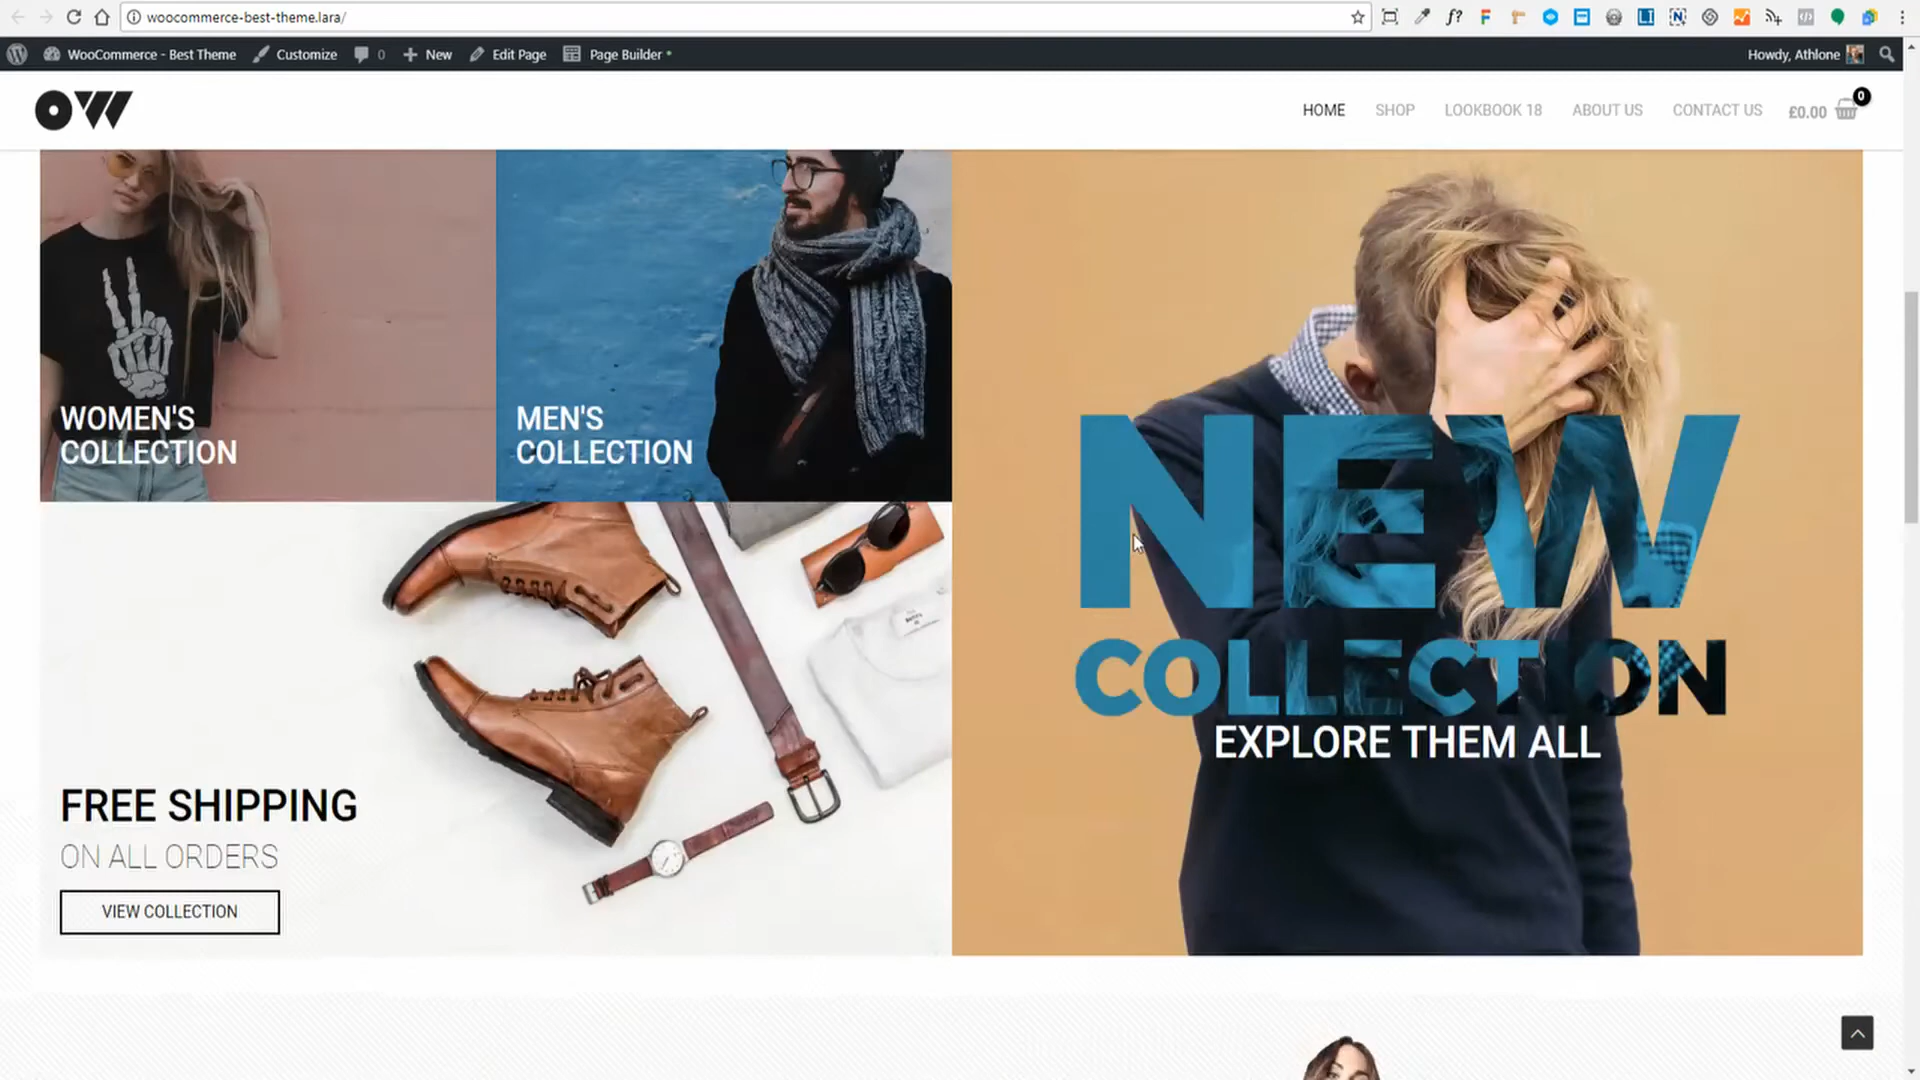 woocommerce-best-theme.lara/
WooCommerce - Best Theme Customize 0 New Edit Page Page Builder Howdy, Athlone
OW
HOME SHOP LOOKBOOK 18 ABOUT US CONTACT US £0.00 0
WOMEN'S
COLLECTION
MEN'S
COLLECTION
NEW
COLLECTION
EXPLORE THEM ALL
FREE SHIPPING
ON ALL ORDERS
VIEW COLLECTION